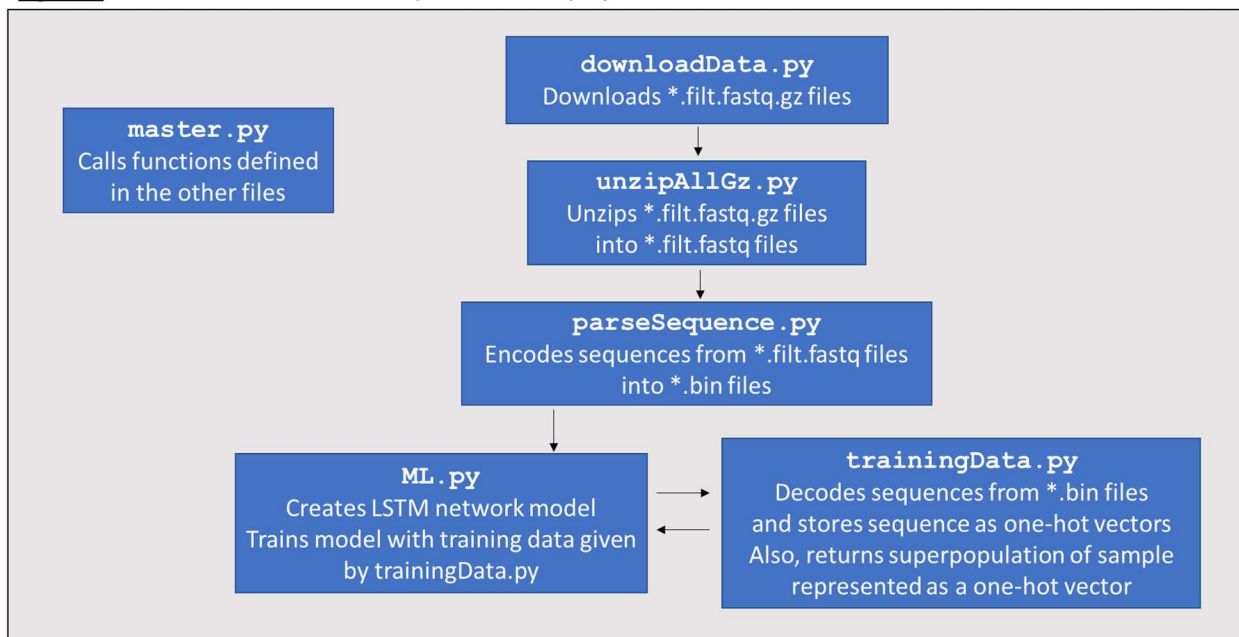 downloadData.py
Downloads *.filt.fastq.gz files
master.py
Calls functions defined
in the other files
unzipAllGz.py
Unzips *.filt.fastq.gz files
into *.filt.fastq files
parseSequence.py
Encodes sequences from *.filt.fastq files
into *.bin files
ML.py
Creates LSTM network model
Trains model with training data given
by trainingData.py
trainingData.py
Decodes sequences from *.bin files
and stores sequence as one-hot vectors
Also, returns superpopulation of sample
represented as a one-hot vector